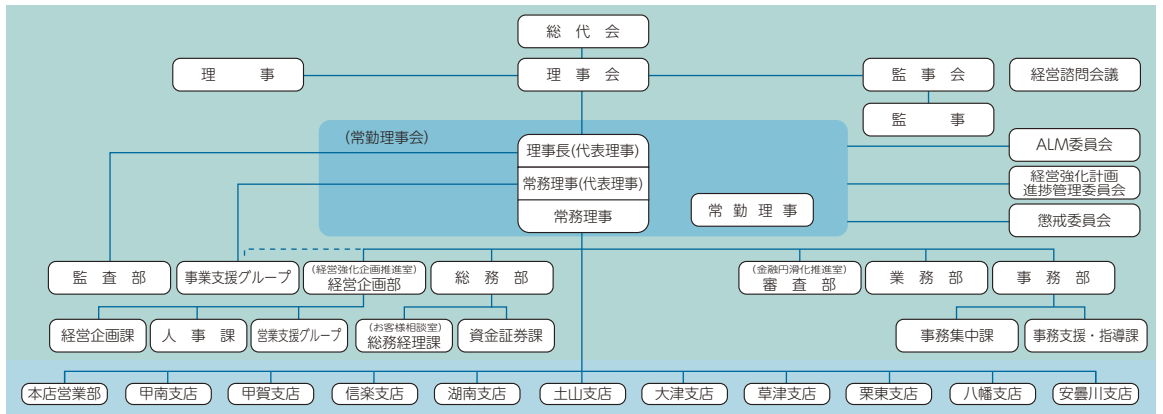 総代会
理事
理事会
監事会
経営諮問会議
監事
(常勤理事会)
理事長(代表理事)
常務理事(代表理事)
常務理事
常勤理事
ALM委員会
経営強化計画
進捗管理委員会
懲戒委員会
監査部
事業支援グループ
(経営強化企画推進室)
経営企画部
総務部
(金融円滑化推進室)
審査部
業務部
事務部
経営企画課
人事課
営業支援グループ
(お客様相談室)
総務経理課
資金証券課
事務集中課
事務支援・指導課
本店営業部
甲南支店
甲賀支店
信楽支店
湖南支店
土山支店
大津支店
草津支店
栗東支店
八幡支店
安曇川支店